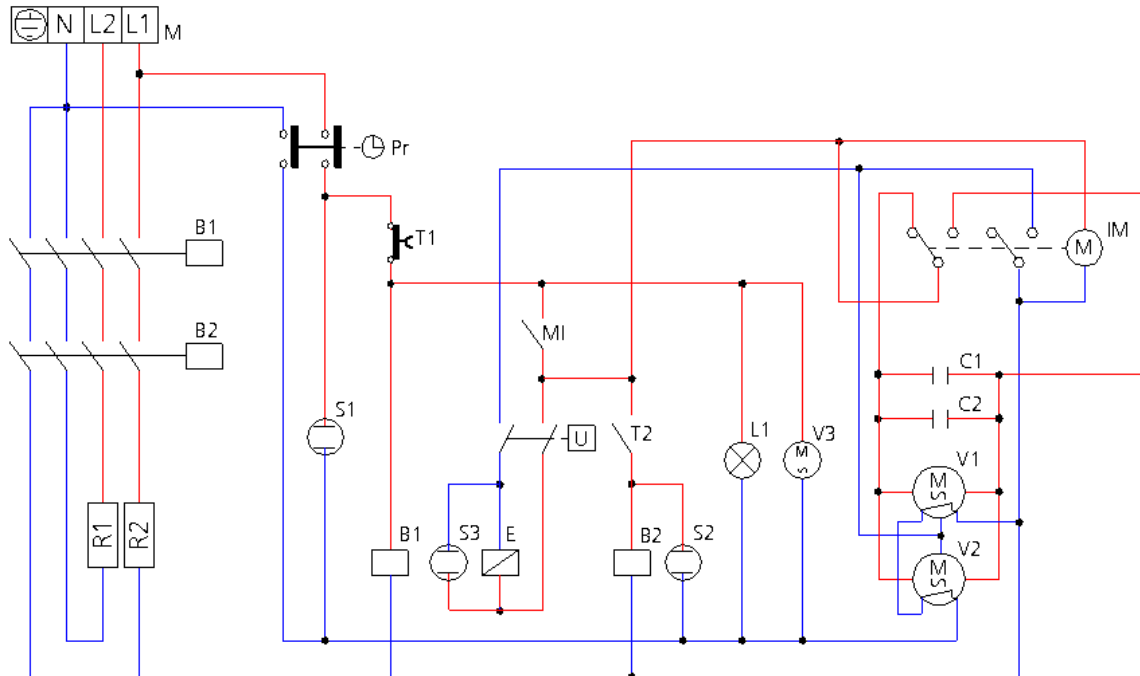 N L2 L1 M
Pr
B1
T1
IM
M
MI
B2
C1
S1
C2
U T2 L1 V3
M
S
V1
M
S
R1 R2
B1 S3 E B2 S2
V2
M
S